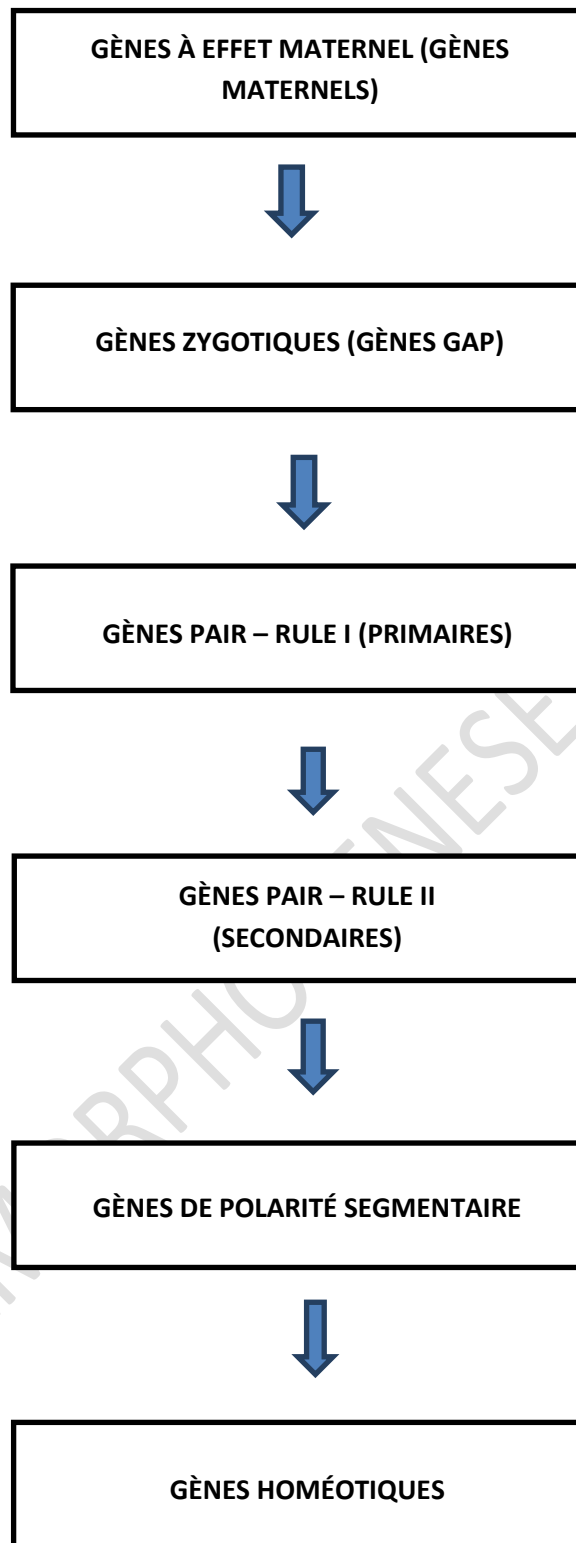 GÈNES À EFFET MATERNEL (GÈNES
MATERNELS)
GÈNES ZYGOTIQUES (GÈNES GAP)
GÈNES PAIR – RULE I (PRIMAIRES)
GÈNES PAIR – RULE II
(SECONDAIRES)
GÈNES DE POLARITÉ SEGMENTAIRE
GÈNES HOMÉOTIQUES